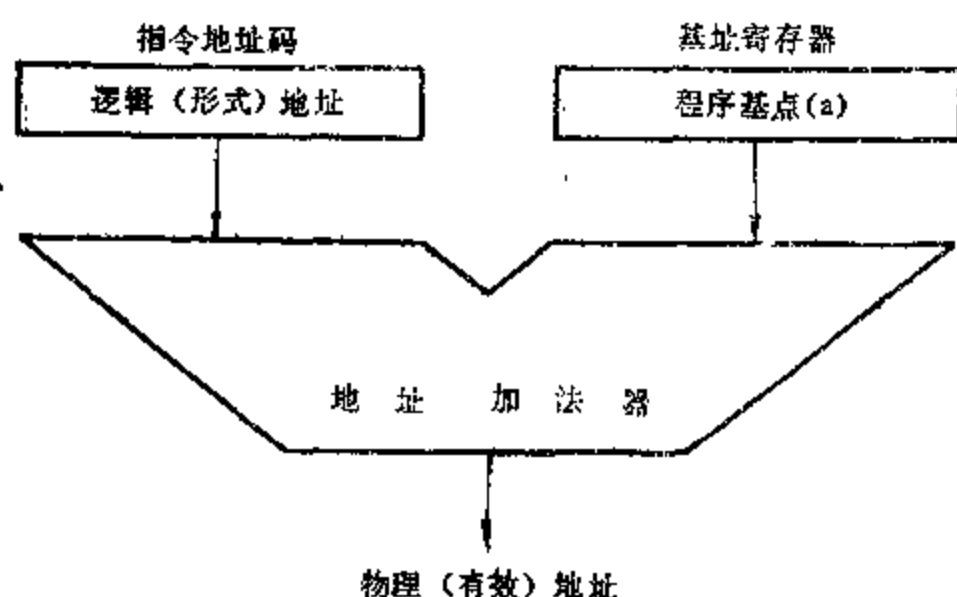 指令地址码
基址寄存器
逻辑（形式）地址
程序基点(a)
地址 加法器
物理（有效）地址